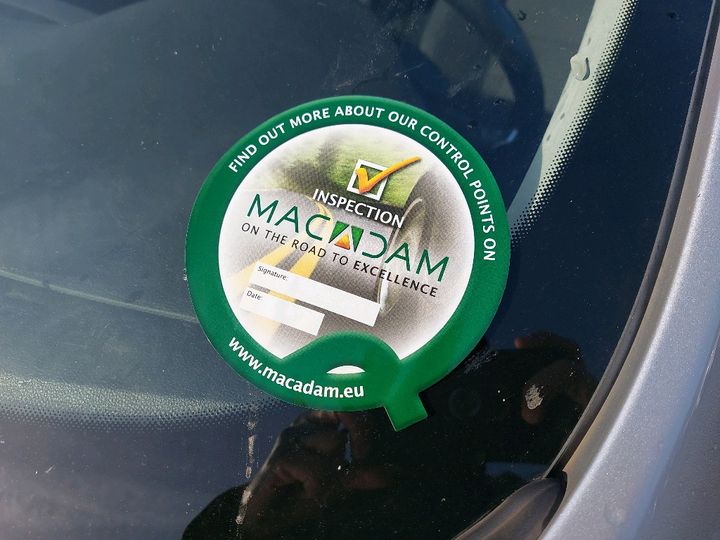 FIND OUT MORE ABOUT OUR CONTROL POINTS ON
INSPECTION
MACADAM
ON THE ROAD TO EXCELLENCE
Signature:
Date:
www.macadam.eu